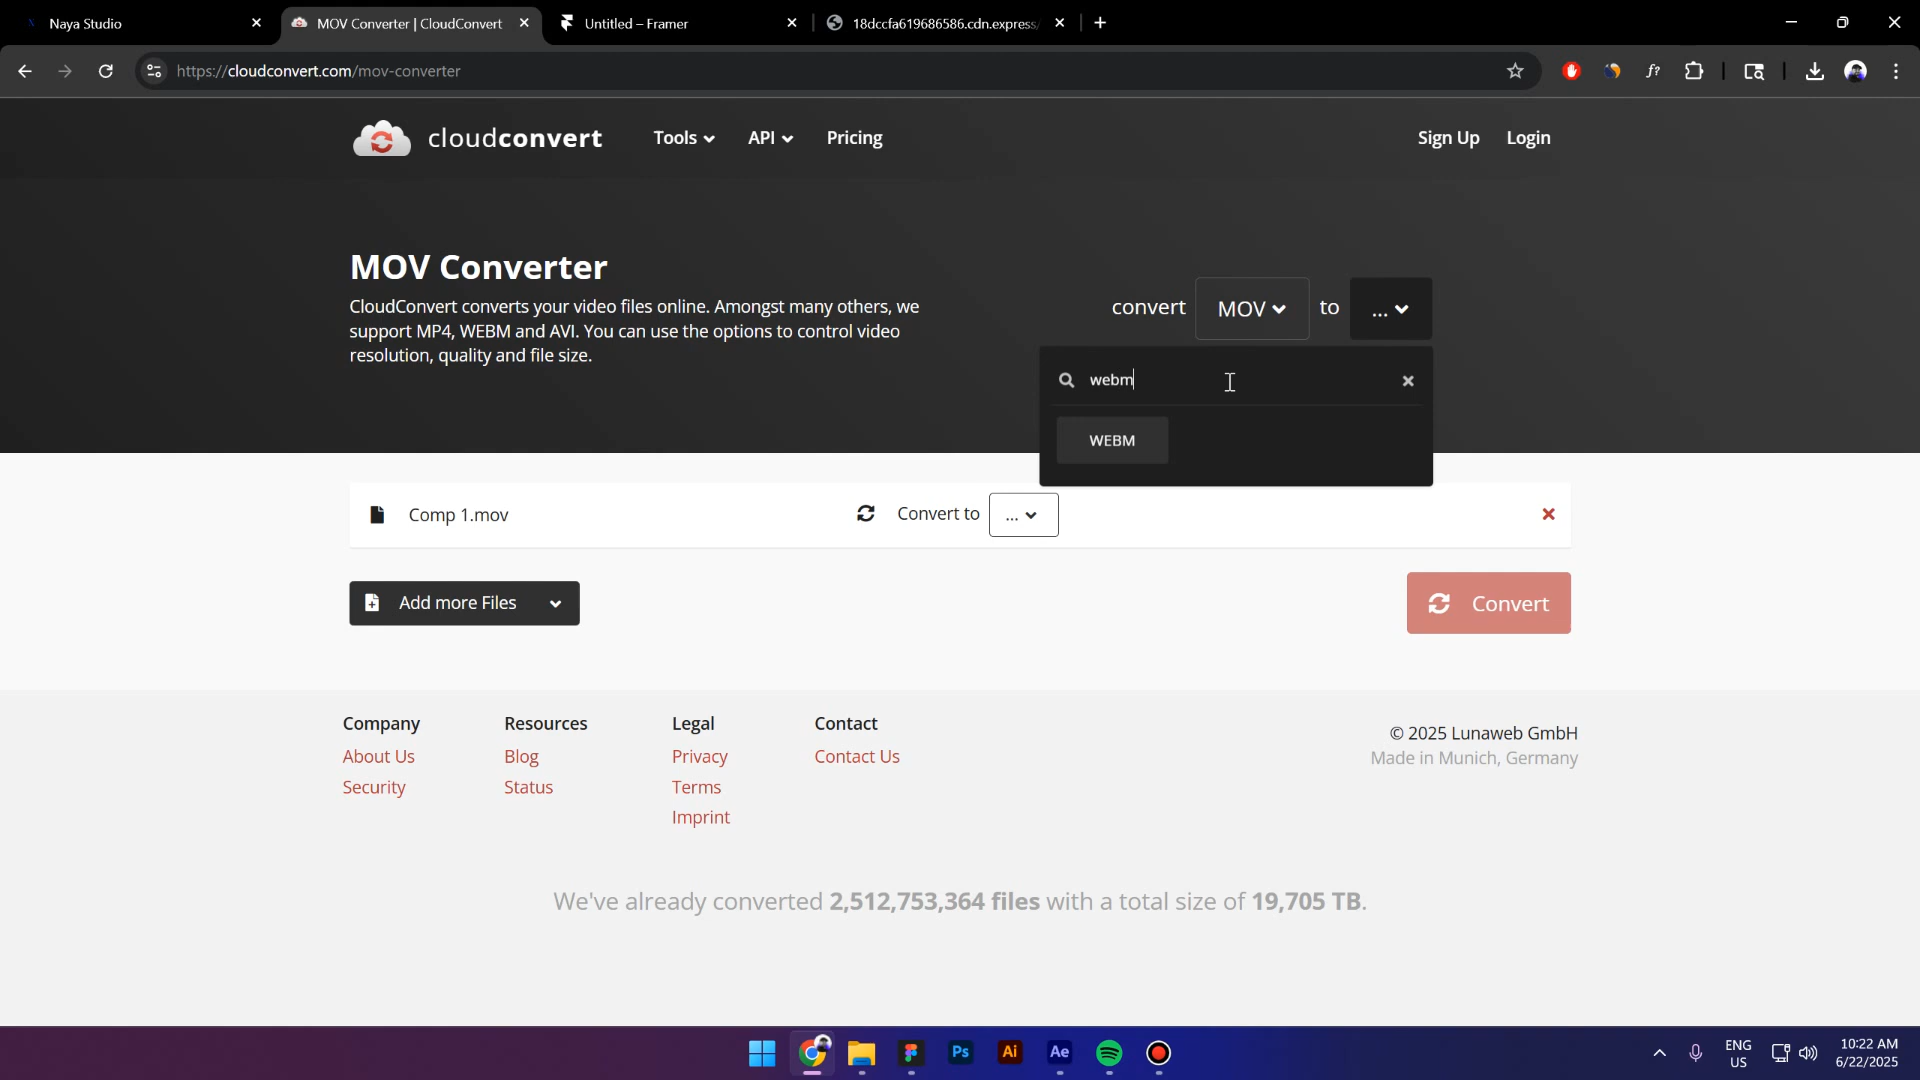 Naya Studio
MOV Converter | CloudConvert
Untitled – Framer
18dccfa619686586.cdn.express/
https://cloudconvert.com/mov-converter
f?
cloudconvert
Tools
API
Pricing
Sign Up
Login
MOV Converter
CloudConvert converts your video files online. Amongst many others, we
support MP4, WEBM and AVI. You can use the options to control video
resolution, quality and file size.
convert
MOV
to
...
webm
WEBM
Comp 1.mov
Convert to
...
Add more Files
Convert
Company
About Us
Security
Resources
Blog
Status
Legal
Privacy
Terms
Imprint
Contact
Contact Us
© 2025 Lunaweb GmbH
Made in Munich, Germany
We've already converted 2,512,753,364 files with a total size of 19,705 TB.
Ps
Ai
Ae
ENG
US
10:22 AM
6/22/2025